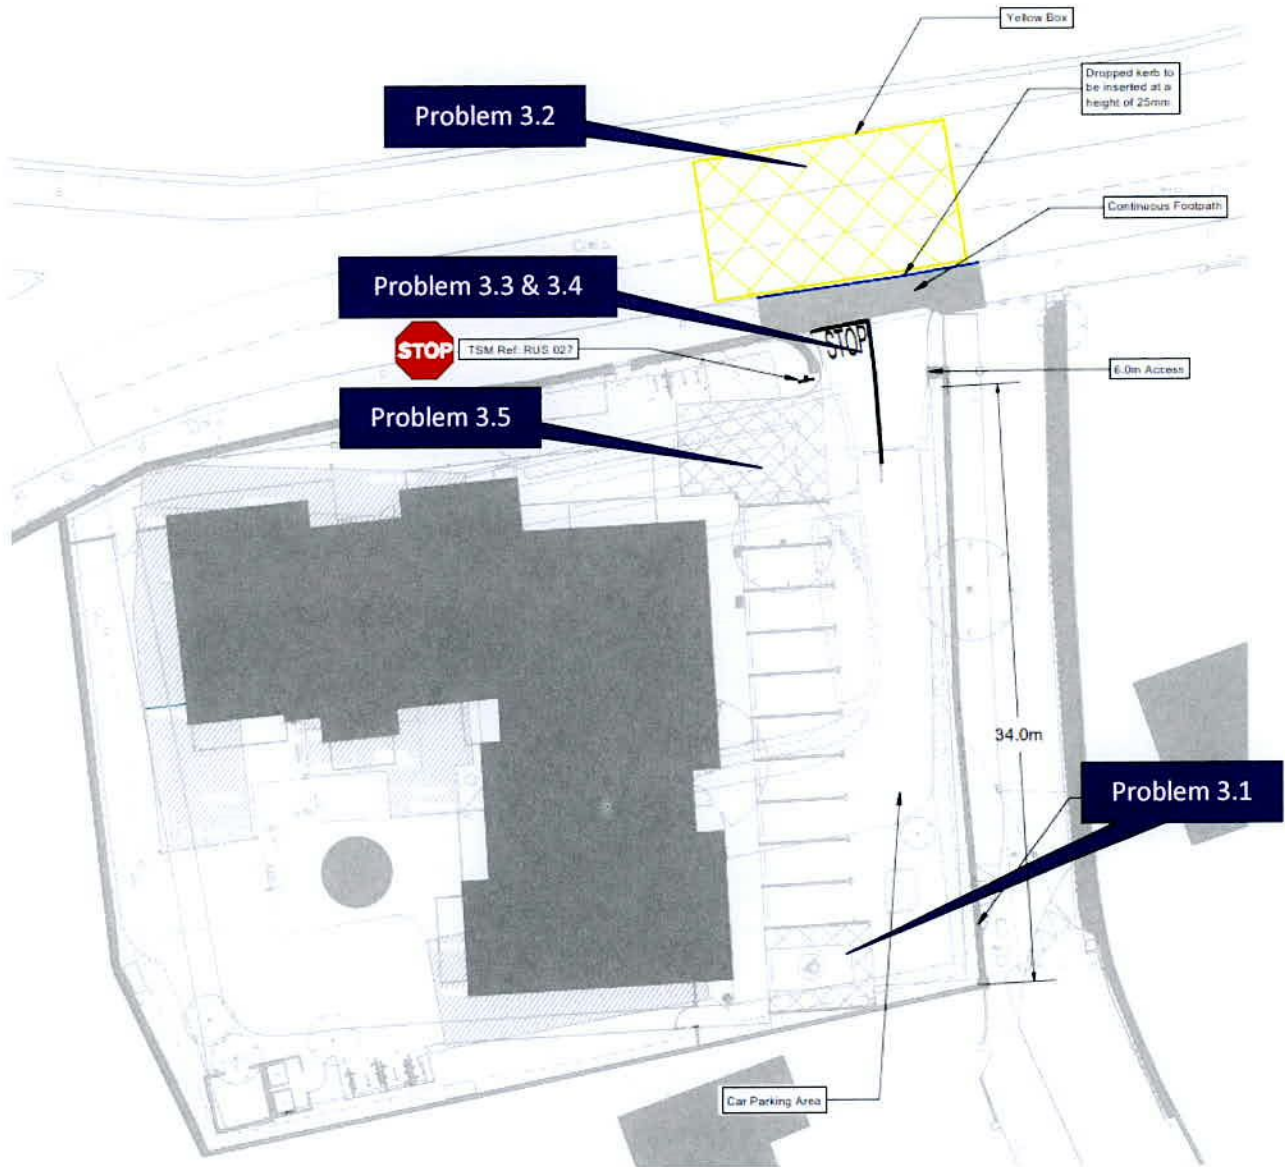 Yellow Box
Dropped kerb to
be inserted at a
height of 25mm
Problem 3.2
Continuous Footpath
Problem 3.3 & 3.4
STOP
TSM Ref: RUS 027
STOP
6.0m Access
Problem 3.5
34.0m
Problem 3.1
Car Parking Area